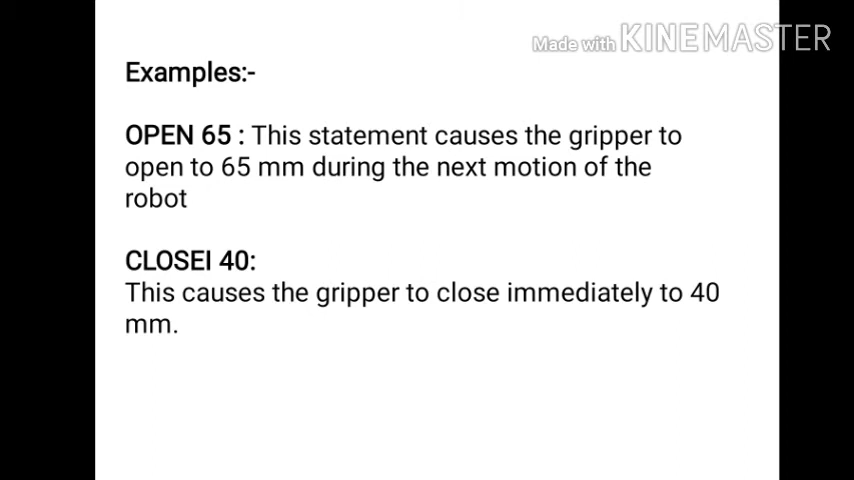 Made with KINEMASTER
Examples:-
OPEN 65 : This statement causes the gripper to
open to 65 mm during the next motion of the
robot
CLOSEI 40:
This causes the gripper to close immediately to 40
mm.